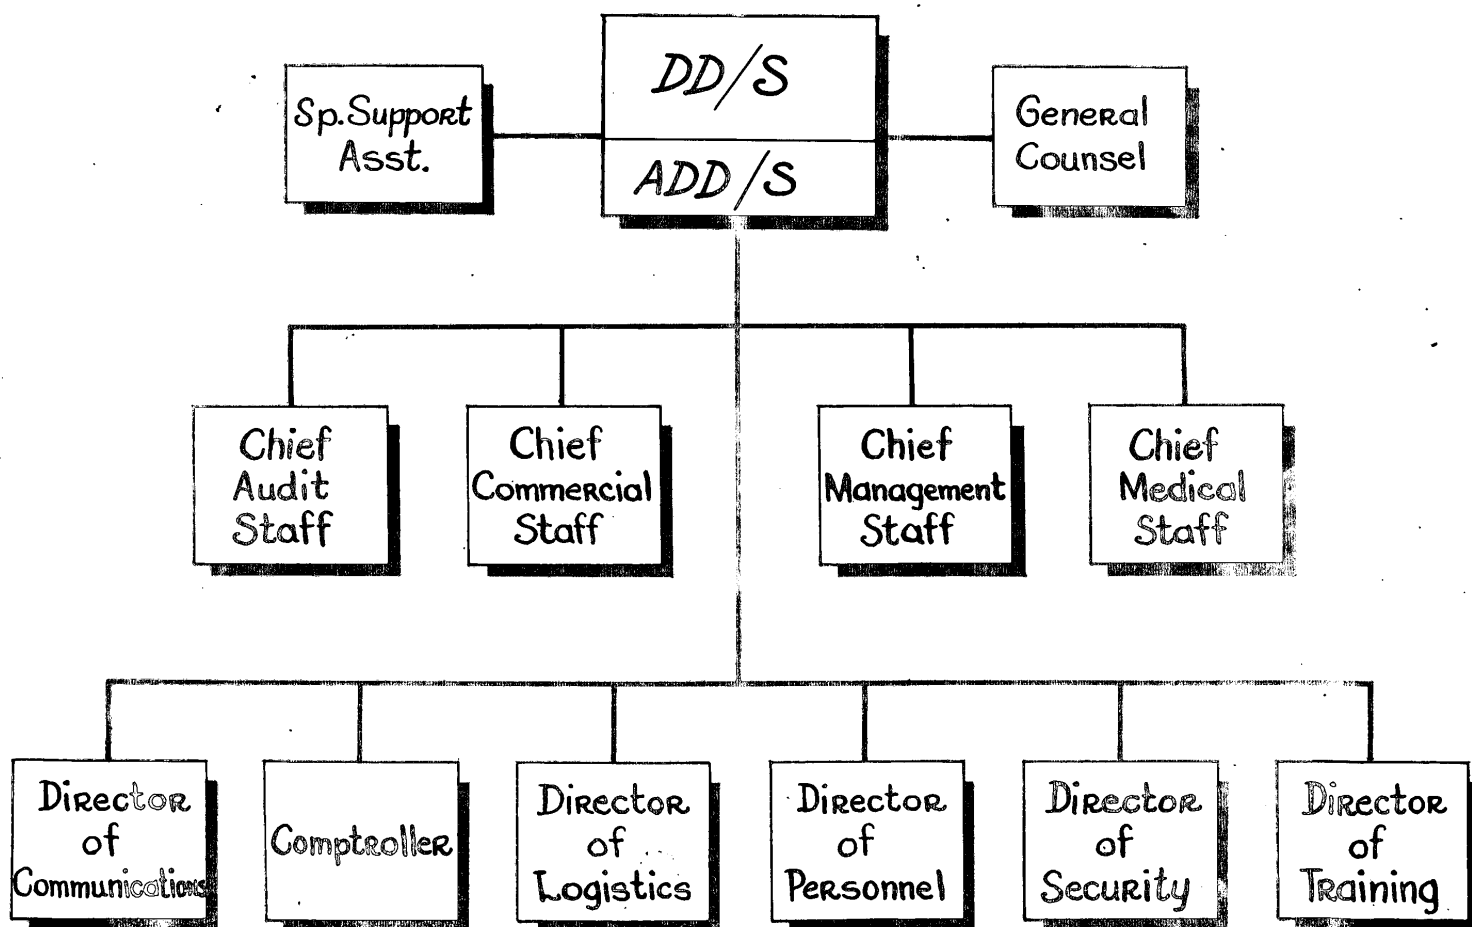 DD/S
Sp. Support
Asst.
ADD/S
General
Counsel
Chief
Audit
Staff
Chief
Commercial
Staff
Chief
Management
Staff
Chief
Medical
Staff
Director
of
Communications
Comptroller
Director
of
Logistics
Director
of
Personnel
Director
of
Security
Director
of
Training